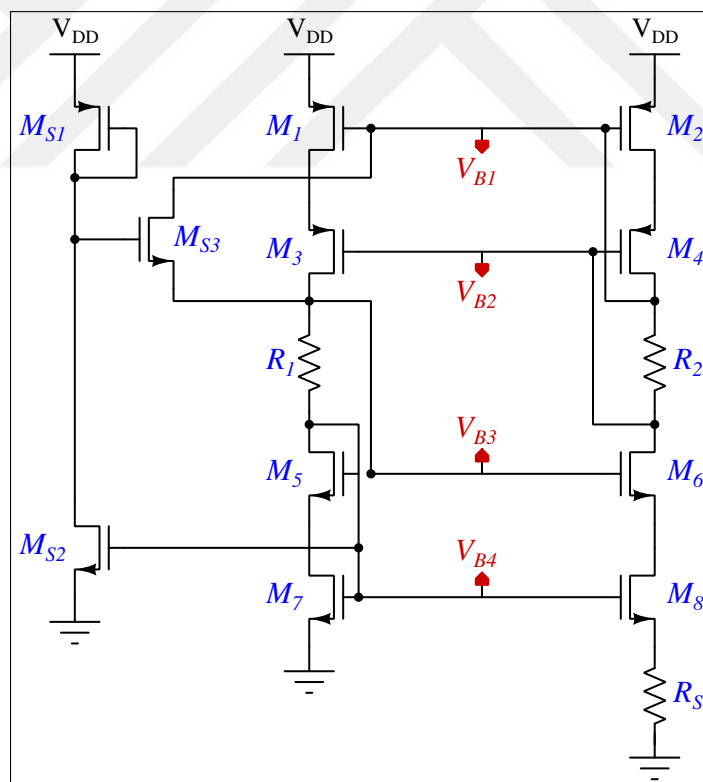 V_DD V_DD V_DD
M_S1 M_1 V_B1 M_2
M_S3 M_3 V_B2 M_4
R_1 R_2
V_B3
M_5 M_6
M_S2 V_B4
M_7 M_8
R_S